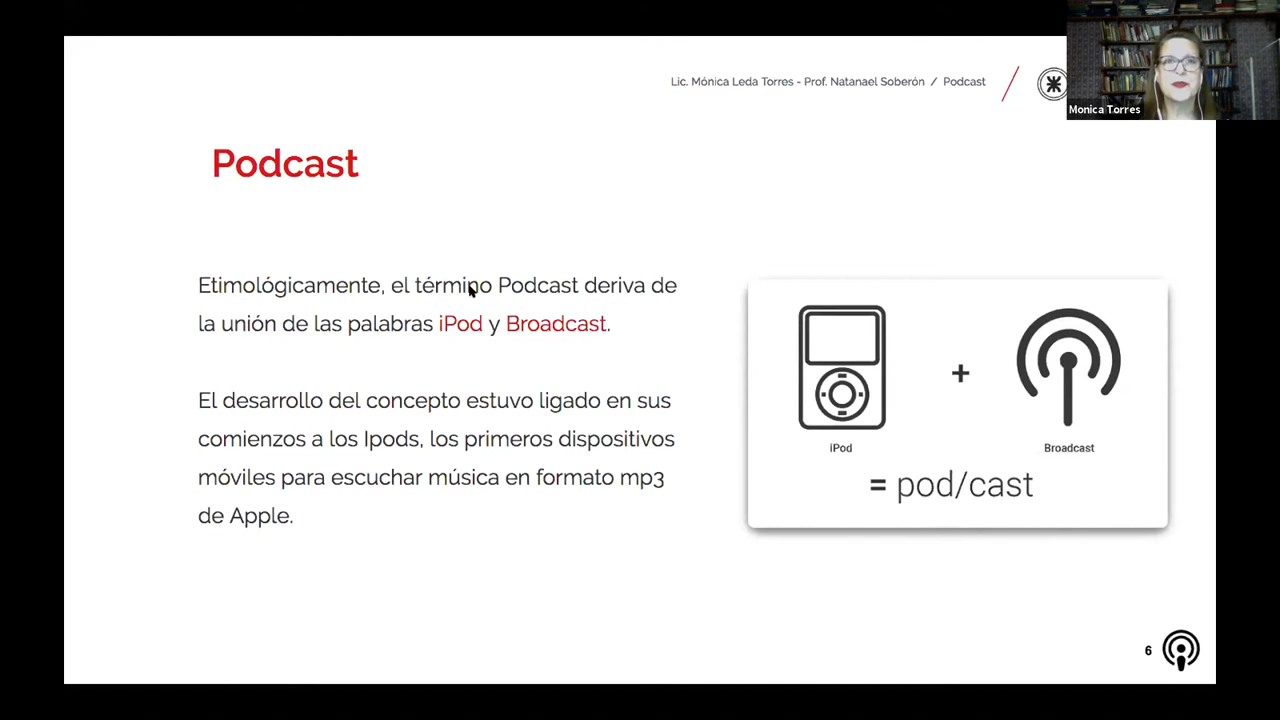 Lic. Mónica Leda Torres - Prof. Natanael Soberón / Podcast
Monica Torres
Podcast
Etimológicamente, el término Podcast deriva de
la unión de las palabras iPod y Broadcast.
El desarrollo del concepto estuvo ligado en sus
comienzos a los Ipods, los primeros dispositivos
móviles para escuchar música en formato mp3
de Apple.
+
iPod
Broadcast
= pod/cast
6